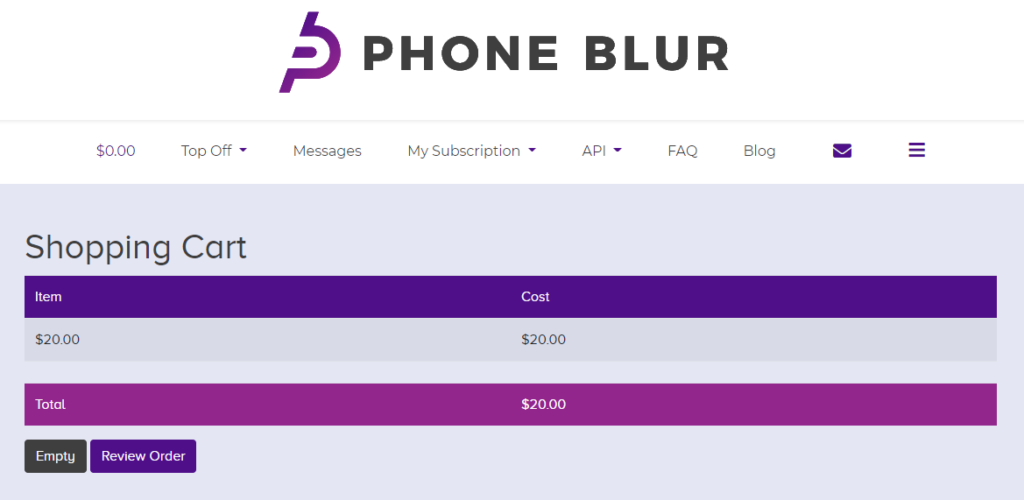 PHONE BLUR
$0.00 Top Off Messages My Subscription API FAQ Blog
Shopping Cart
Item Cost
$20.00 $20.00
Total $20.00
Empty Review Order